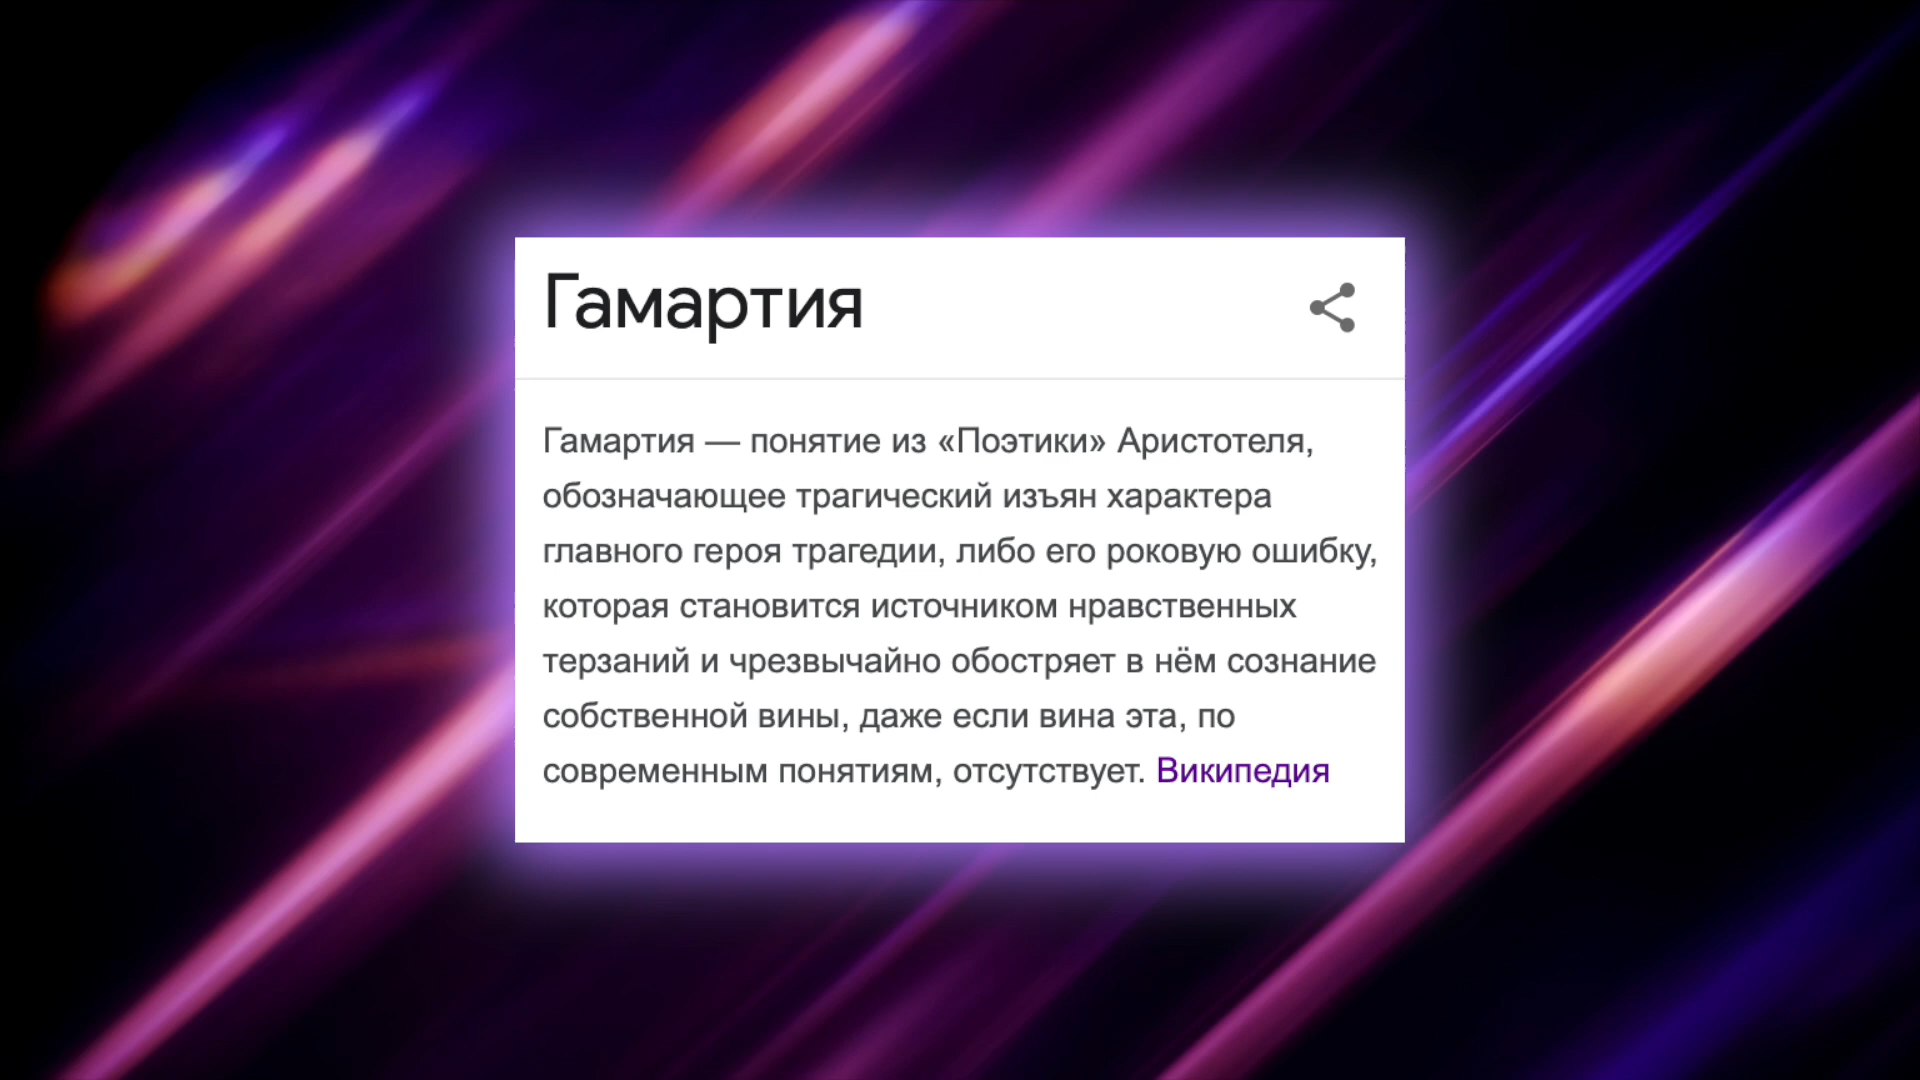 Гамартия
Гамартия — понятие из «Поэтики» Аристотеля,
обозначающее трагический изъян характера
главного героя трагедии, либо его роковую ошибку,
которая становится источником нравственных
терзаний и чрезвычайно обостряет в нём сознание
собственной вины, даже если вина эта, по
современным понятиям, отсутствует. Википедия